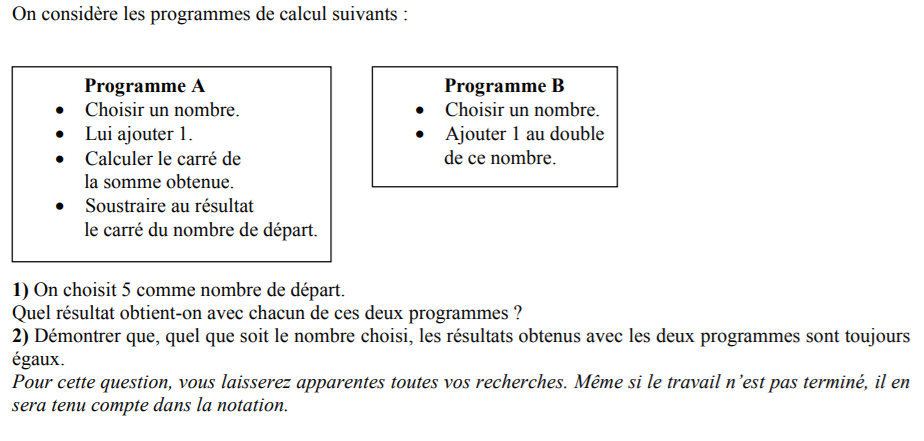 On considère les programmes de calcul suivants :
Programme A
• Choisir un nombre.
• Lui ajouter 1.
• Calculer le carré de
la somme obtenue.
• Soustraire au résultat
le carré du nombre de départ.
Programme B
• Choisir un nombre.
• Ajouter 1 au double
de ce nombre.
1) On choisit 5 comme nombre de départ.
Quel résultat obtient-on avec chacun de ces deux programmes ?
2) Démontrer que, quel que soit le nombre choisi, les résultats obtenus avec les deux programmes sont toujours
égaux.
Pour cette question, vous laisserez apparentes toutes vos recherches. Même si le travail n’est pas terminé, il en
sera tenu compte dans la notation.